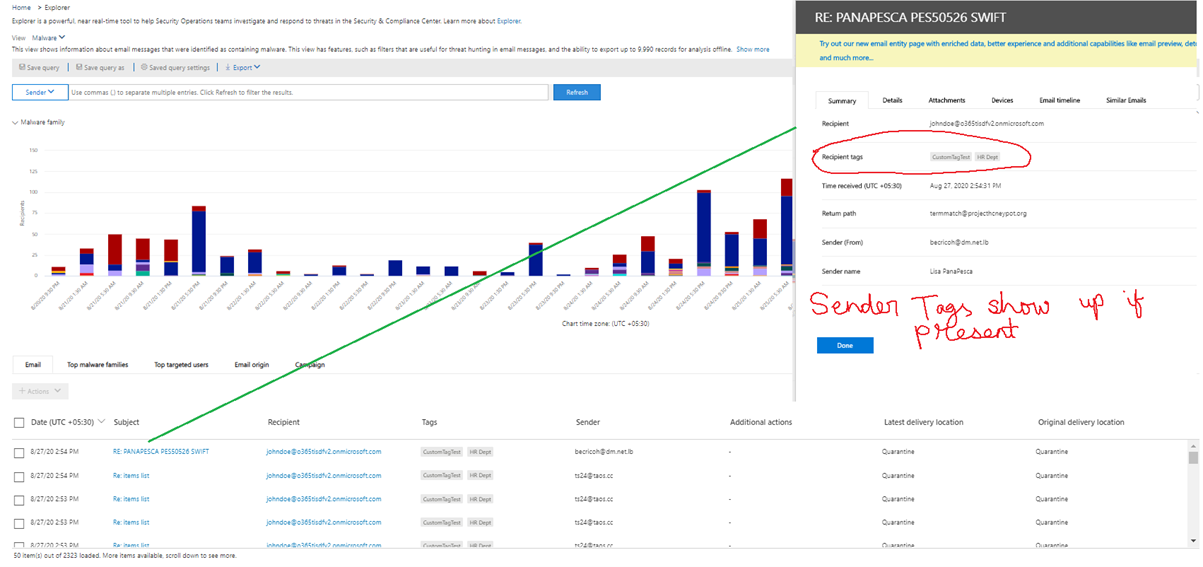 Home > Explorer
Explorer is a powerful, near real-time tool to help Security Operations teams investigate and respond to threats in the Security & Compliance Center. Learn more about Explorer.
View Malware
This view shows information about email messages that were identified as containing malware. This view has features, such as filters that are useful for threat hunting in email messages, and the ability to export up to 9,990 records for analysis offline. Show more
Save query | Save query as | Saved query settings | Export
Sender Use commas (,) to separate multiple entries. Click Refresh to filter the results. Refresh
Malware family
150
125
100
75
50
25
0
Recipients
Chart time zone: (UTC +05:30)
RE: PANAPESCA PES50526 SWIFT
Try out our new email entity page with enriched data, better experience and additional capabilities like email preview, deta
and much more...
Summary Details Attachments Devices Email timeline Similar Emails
Recipient johndoe@o365tisdfv2.onmicrosoft.com
Recipient tags CustomTagTest HR Dept
Time received (UTC +05:30) Aug 27, 2020 2:54:31 PM
Return path termmatch@projecthoneypot.org
Sender (From) becricoh@dm.net.lb
Sender name Lisa PanaPesca
Sender Tags show up if
present
Done
Email Top malware families Top targeted users Email origin Campaign
+ Actions
Date (UTC +05:30) Subject Recipient Tags Sender Additional actions Latest delivery location Original delivery location
8/27/20 2:54 PM RE: PANAPESCA PES50526 SWIFT johndoe@o365tisdfv2.onmicrosoft.com CustomTagTest HR Dept becricoh@dm.net.lb - Quarantine Quarantine
8/27/20 2:54 PM Re: items list johndoe@o365tisdfv2.onmicrosoft.com CustomTagTest HR Dept ts24@taos.cc - Quarantine Quarantine
8/27/20 2:53 PM Re: items list johndoe@o365tisdfv2.onmicrosoft.com CustomTagTest HR Dept ts24@taos.cc - Quarantine Quarantine
8/27/20 2:53 PM Re: items list johndoe@o365tisdfv2.onmicrosoft.com CustomTagTest HR Dept ts24@taos.cc - Quarantine Quarantine
8/27/20 2:54 PM Re: items list johndoe@o365tisdfv2.onmicrosoft.com CustomTagTest HR Dept ts24@taos.cc - Quarantine Quarantine
50 item(s) out of 2323 loaded. More items available, scroll down to see more.